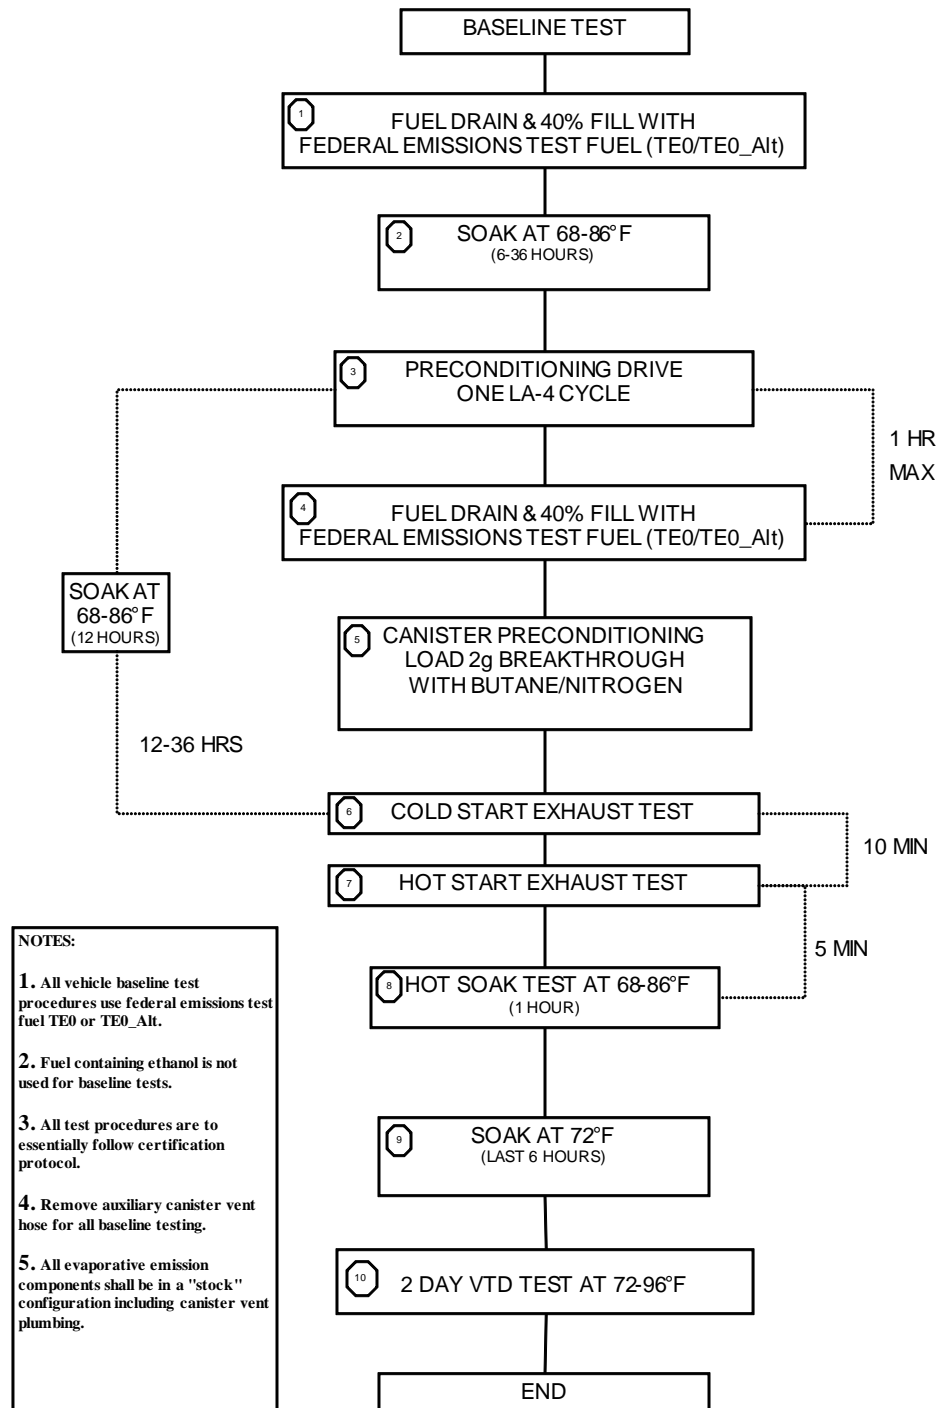 BASELINE TEST
1
FUEL DRAIN & 40% FILL WITH
FEDERAL EMISSIONS TEST FUEL (TE0/TE0_Alt)
2
SOAK AT 68-86°F
(6-36 HOURS)
3
PRECONDITIONING DRIVE
ONE LA-4 CYCLE
1 HR
MAX
4
FUEL DRAIN & 40% FILL WITH
FEDERAL EMISSIONS TEST FUEL (TE0/TE0_Alt)
SOAK AT
68-86°F
(12 HOURS)
5
CANISTER PRECONDITIONING
LOAD 2g BREAKTHROUGH
WITH BUTANE/NITROGEN
12-36 HRS
6
COLD START EXHAUST TEST
10 MIN
7
HOT START EXHAUST TEST
5 MIN
8
HOT SOAK TEST AT 68-86°F
(1 HOUR)
9
SOAK AT 72°F
(LAST 6 HOURS)
10
2 DAY VTD TEST AT 72-96°F
END
NOTES:
1. All vehicle baseline test
procedures use federal emissions test
fuel TE0 or TE0_Alt.
2. Fuel containing ethanol is not
used for baseline tests.
3. All test procedures are to
essentially follow certification
protocol.
4. Remove auxiliary canister vent
hose for all baseline testing.
5. All evaporative emission
components shall be in a "stock"
configuration including canister vent
plumbing.